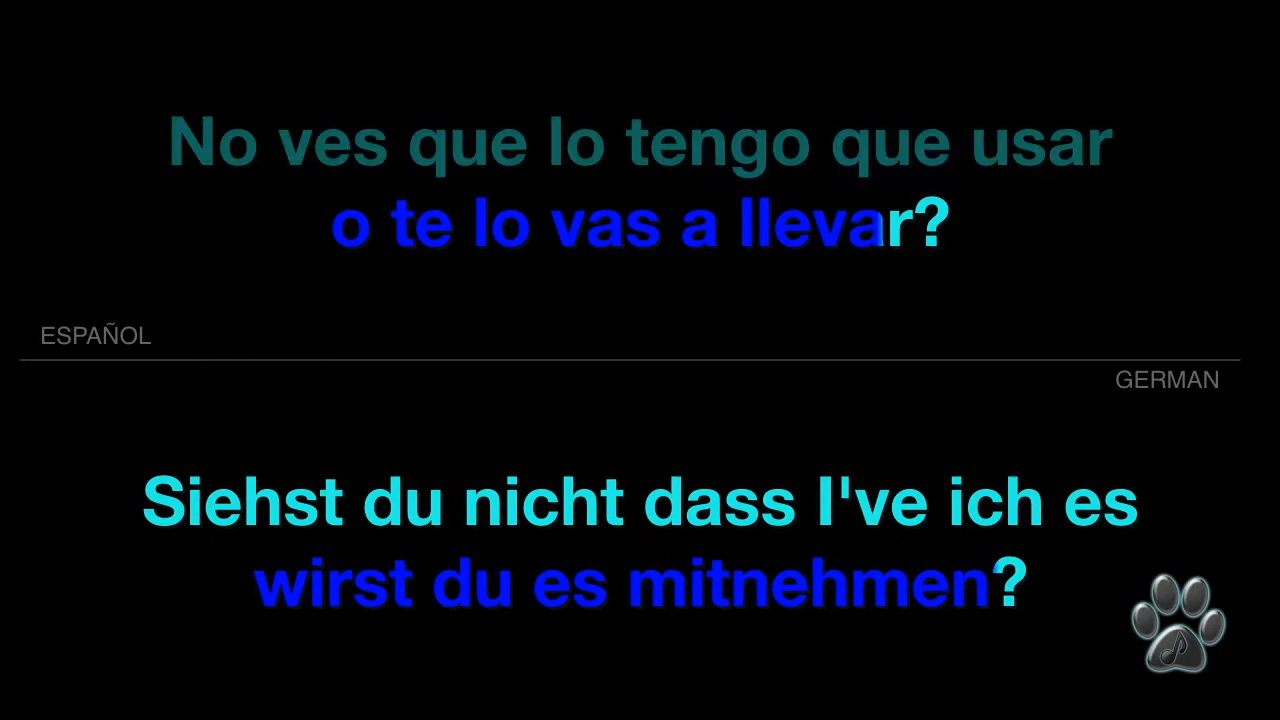 No ves que lo tengo que usar
o te lo vas a llevar?
ESPAÑOL
GERMAN
Siehst du nicht dass I've ich es
wirst du es mitnehmen?